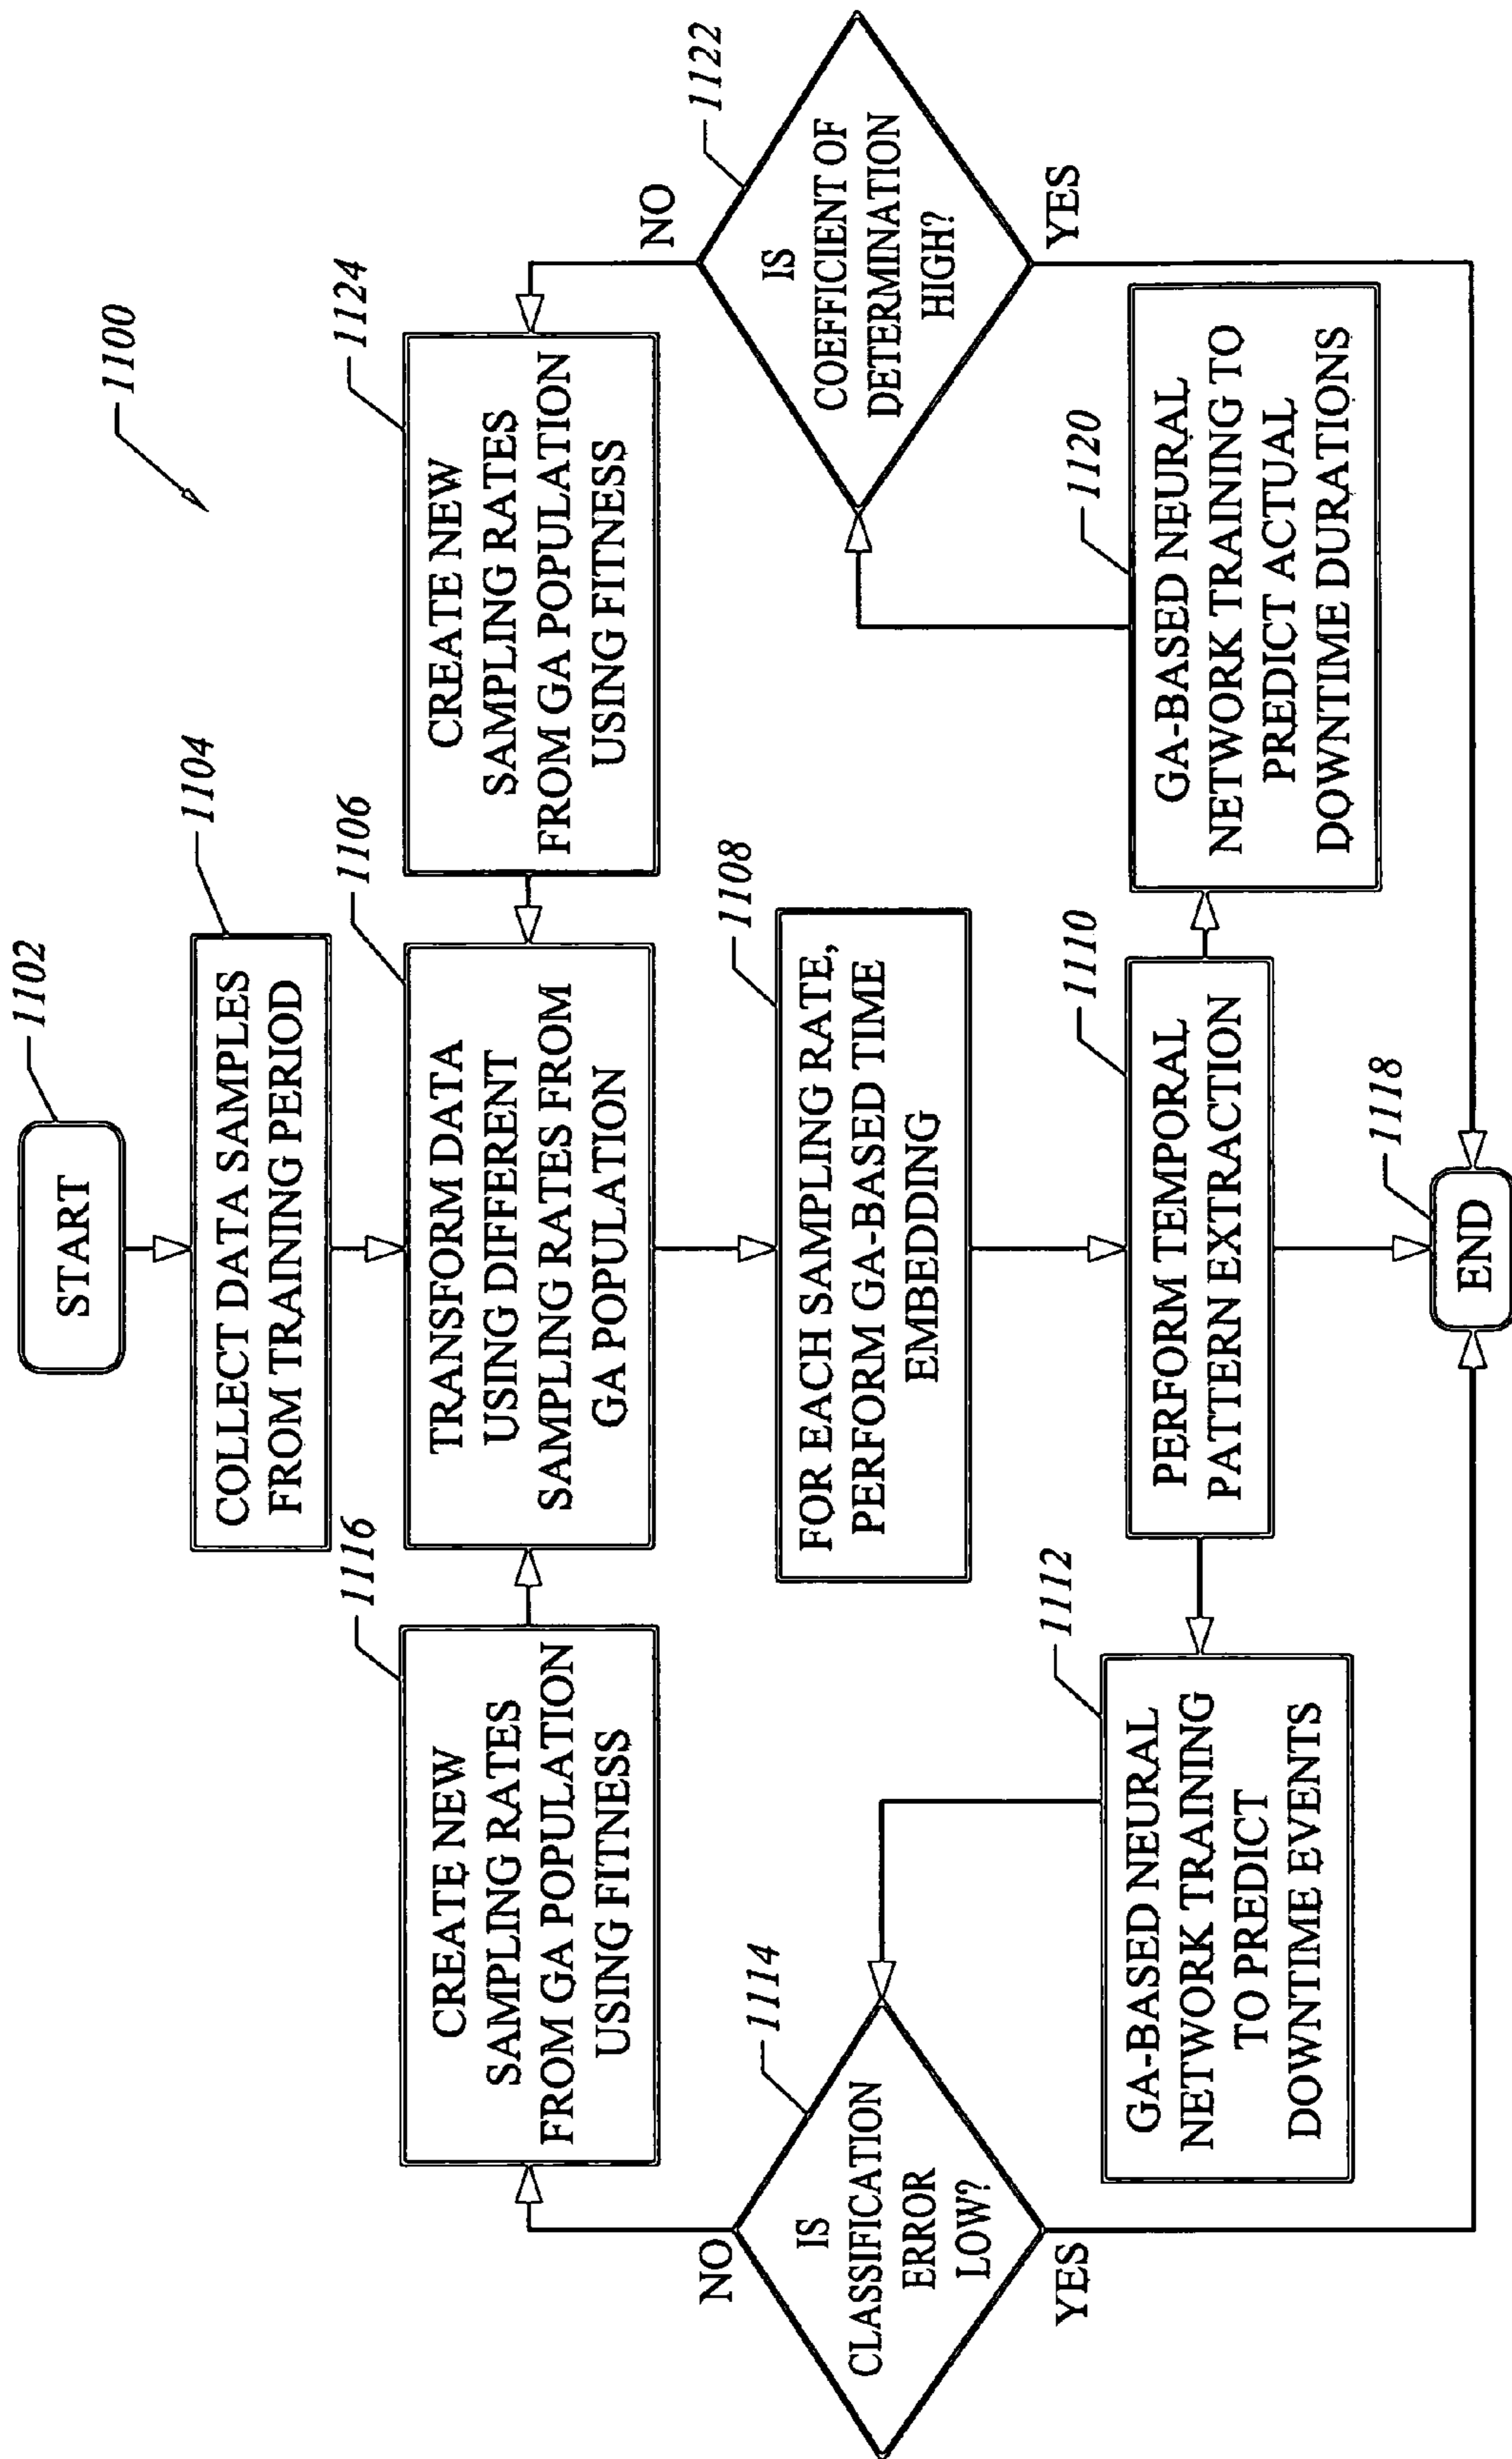 1100
1102
START
1104
COLLECT DATA SAMPLES
FROM TRAINING PERIOD
1116
CREATE NEW
SAMPLING RATES
FROM GA POPULATION
USING FITNESS
1106
TRANSFORM DATA
USING DIFFERENT
SAMPLING RATES FROM
GA POPULATION
1124
CREATE NEW
SAMPLING RATES
FROM GA POPULATION
USING FITNESS
NO
1114
IS
CLASSIFICATION
ERROR
LOW?
YES
1108
FOR EACH SAMPLING RATE,
PERFORM GA-BASED TIME
EMBEDDING
NO
1122
IS
COEFFICIENT OF
DETERMINATION
HIGH?
YES
1112
GA-BASED NEURAL
NETWORK TRAINING
TO PREDICT
DOWNTIME EVENTS
1110
PERFORM TEMPORAL
PATTERN EXTRACTION
1120
GA-BASED NEURAL
NETWORK TRAINING TO
PREDICT ACTUAL
DOWNTIME DURATIONS
1118
END